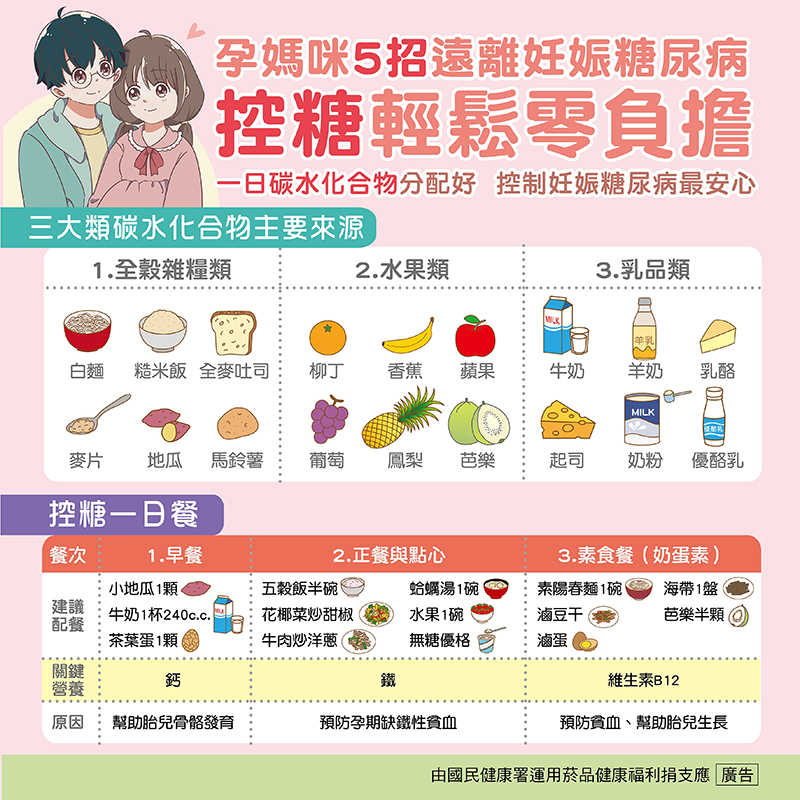 孕媽咪5招遠離妊娠糖尿病
控糖輕鬆零負擔
一日碳水化合物分配好 控制妊娠糖尿病最安心
三大類碳水化合物主要來源
1.全穀雜糧類
2.水果類
3.乳品類
白麵
糙米飯
全麥吐司
柳丁
香蕉
蘋果
MILK
牛奶
羊乳
羊奶
乳酪
麥片
地瓜
馬鈴薯
葡萄
鳳梨
芭樂
起司
MILK
奶粉
優酪乳
優酪乳
控糖一日餐
餐次
1.早餐
2.正餐與點心
3.素食餐（奶蛋素）
建議
配餐
小地瓜1顆
牛奶1杯240c.c.
MILK
茶葉蛋1顆
五穀飯半碗
花椰菜炒甜椒
牛肉炒洋蔥
蛤蠣湯1碗
水果1碗
無糖優格
素陽春麵1碗
滷豆干
滷蛋
海帶1盤
芭樂半顆
關鍵
營養
鈣
鐵
維生素B12
原因
幫助胎兒骨骼發育
預防孕期缺鐵性貧血
預防貧血、幫助胎兒生長
由國民健康署運用菸品健康福利捐支應 廣告